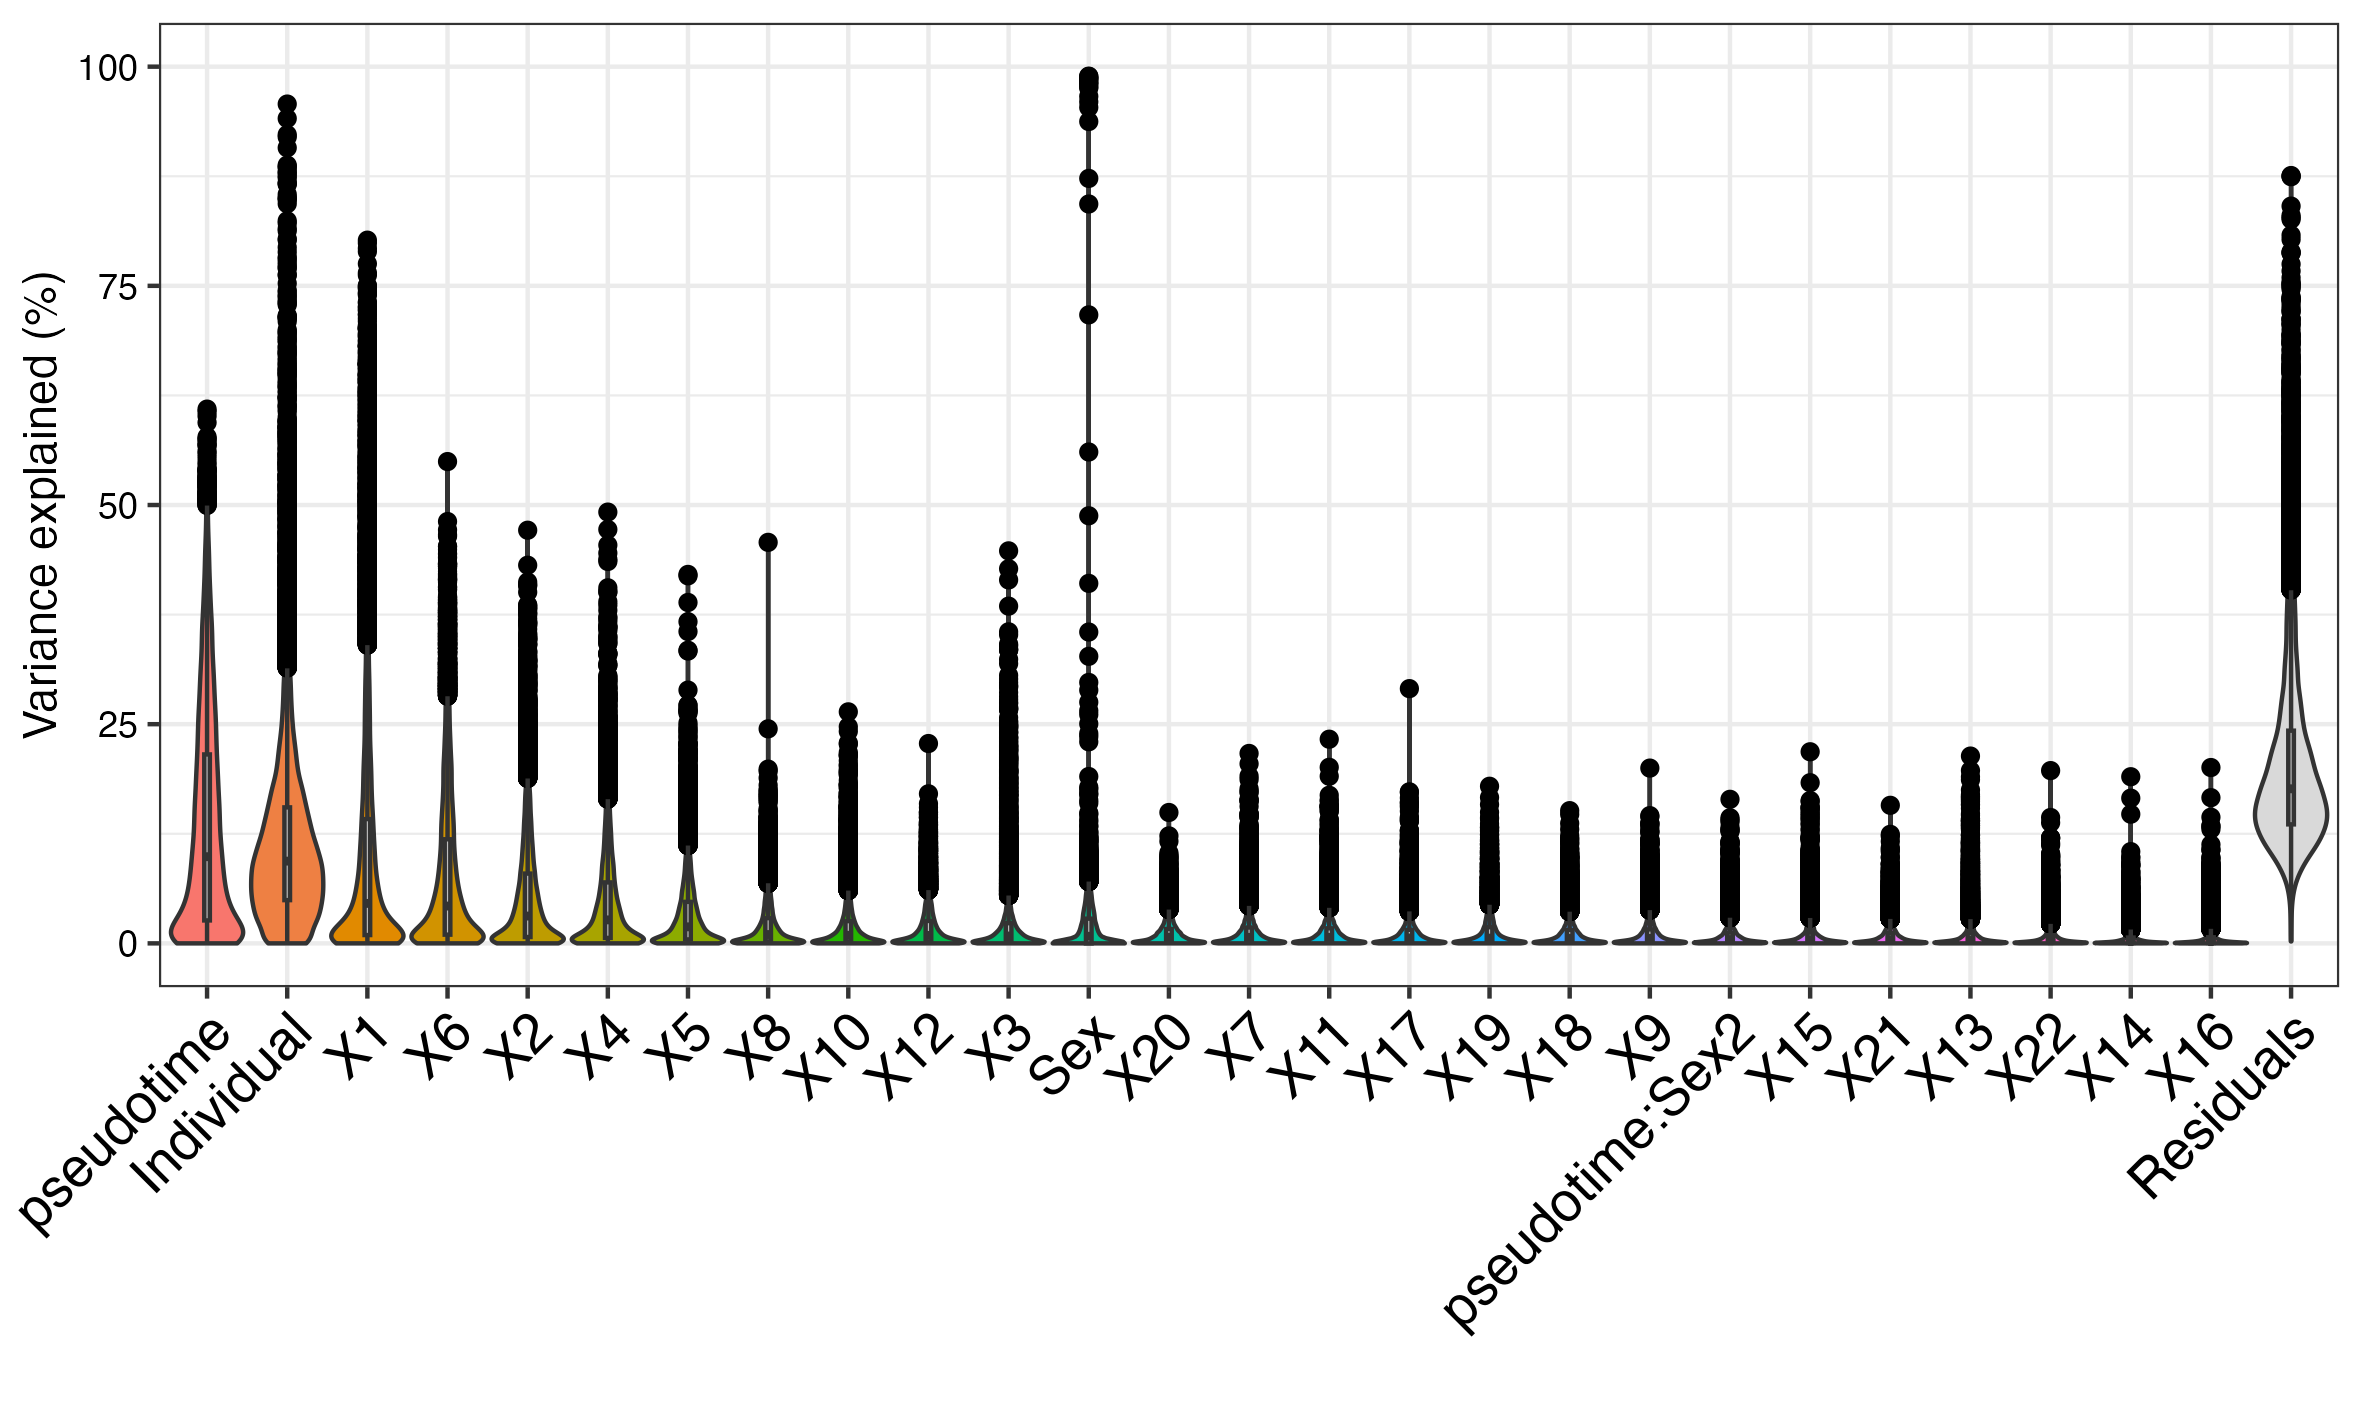 Variance explained (%)
100
75
50
25
0
pseudotime
Individual
X1
X6
X2
X4
X5
X8
X10
X12
X3
Sex
X20
X7
X11
X17
X19
X18
X9
pseudotime:Sex2
X15
X21
X13
X22
X14
X16
Residuals